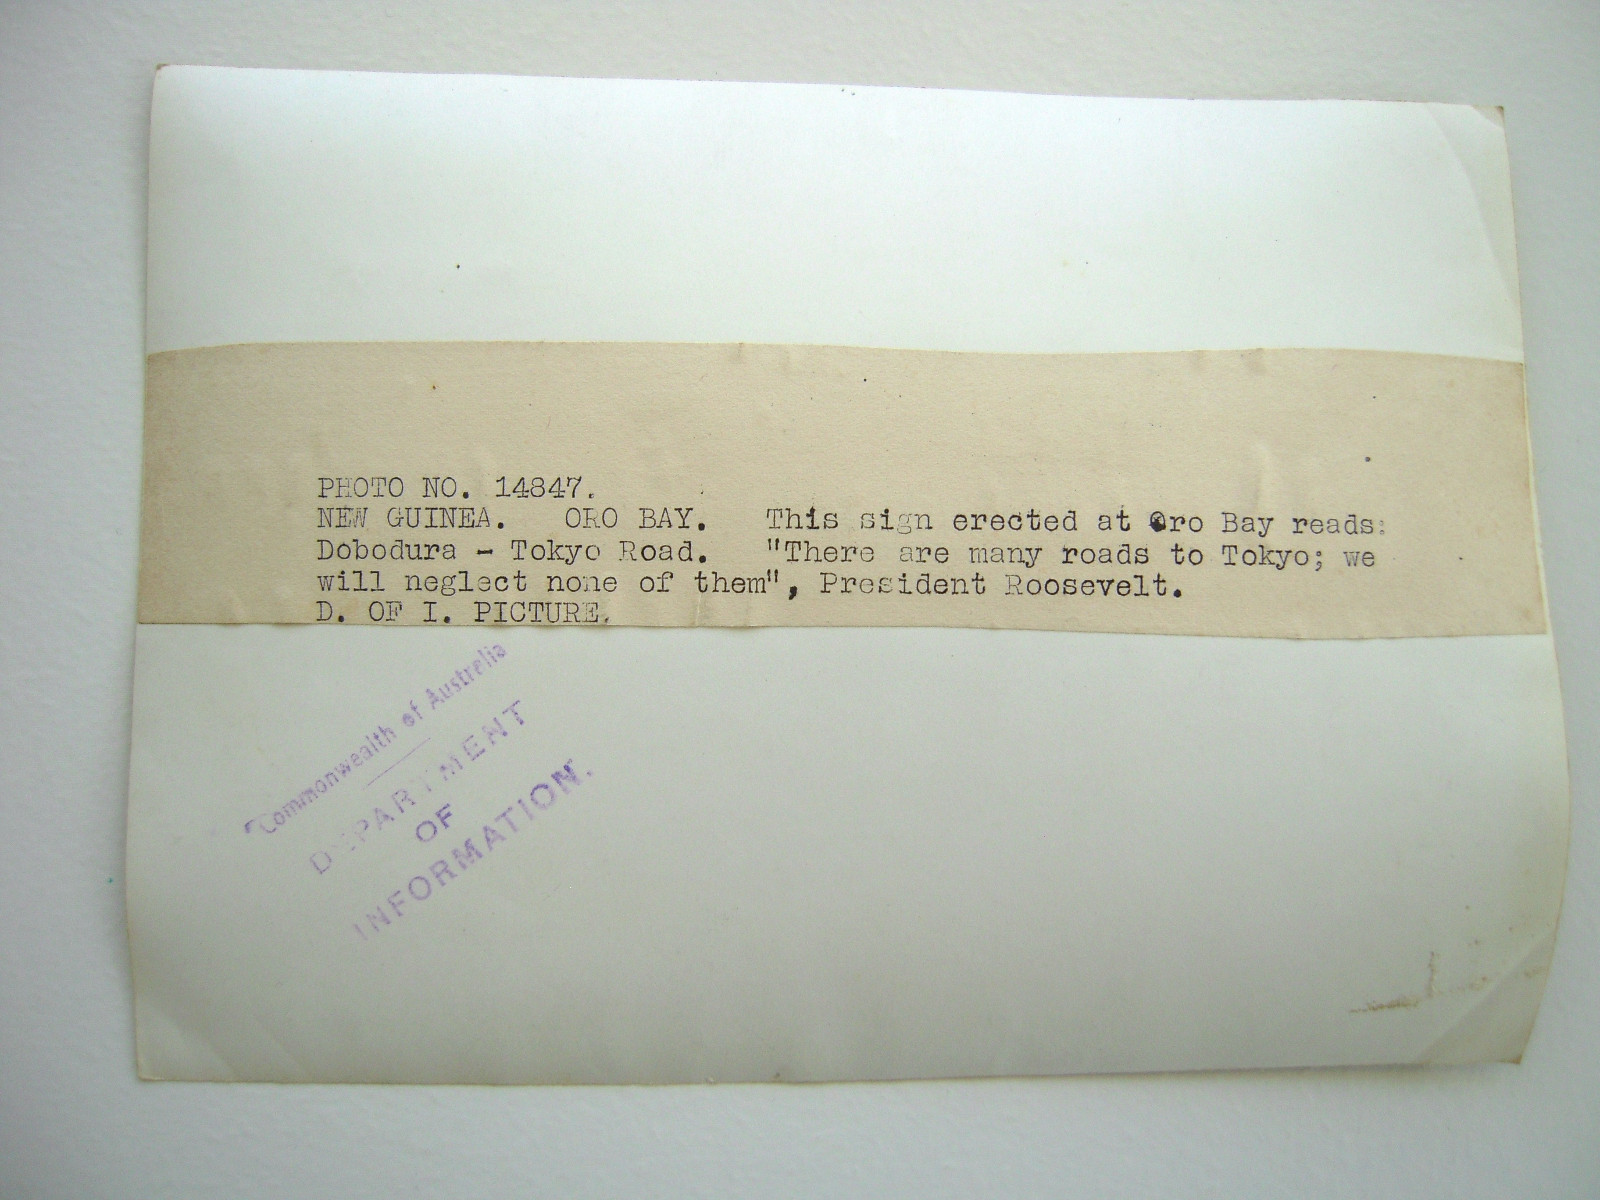 PHOTO NO. 14847.
NEW GUINEA. ORO BAY. This sign erected at Oro Bay reads:
Dobodura - Tokyo Road. "There are many roads to Tokyo; we
will neglect none of them", President Roosevelt.
D. OF I. PICTURE.
Commonwealth of Australia
DEPARTMENT
OF
INFORMATION.